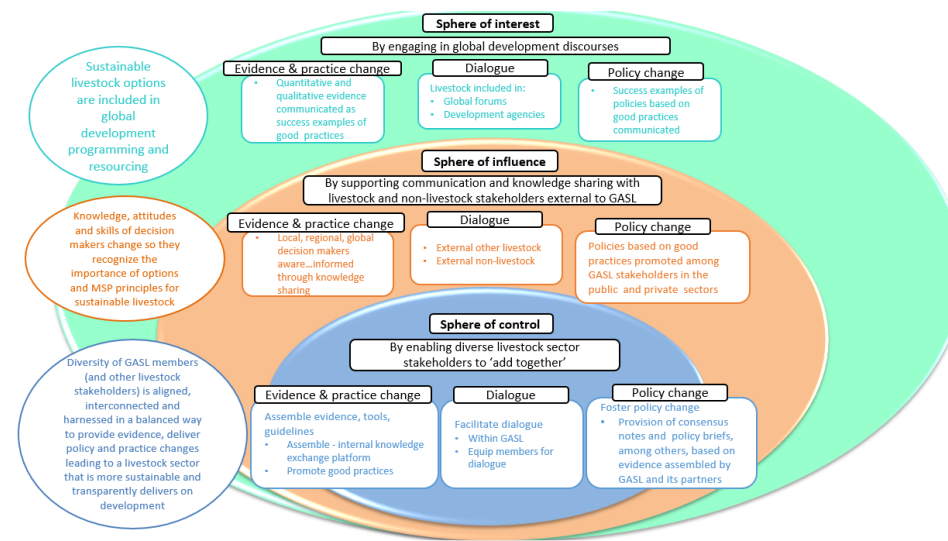 Sphere of interest
By engaging in global development discourses
Sustainable
livestock options
are included in
global
development
programming and
resourcing
Evidence & practice change
• Quantitative and
qualitative evidence
communicated as
success examples of
good practices
Dialogue
Livestock included in:
• Global forums
• Development agencies
Policy change
• Success examples of
policies based on
good practices
communicated
Sphere of influence
By supporting communication and knowledge sharing with
livestock and non-livestock stakeholders external to GASL
Knowledge, attitudes
and skills of decision
makers change so they
recognize the
importance of options
and MSP principles for
sustainable livestock
Evidence & practice change
• Local, regional, global
decision makers
aware...informed
through knowledge
sharing
Dialogue
• External other livestock
• External non-livestock
Policy change
Policies based on good
practices promoted among
GASL stakeholders in the
public and private sectors
Sphere of control
By enabling diverse livestock sector
stakeholders to ‘add together’
Diversity of GASL members
(and other livestock
stakeholders) is aligned,
interconnected and
harnessed in a balanced way
to provide evidence, deliver
policy and practice changes
leading to a livestock sector
that is more sustainable and
transparently delivers on
development
Evidence & practice change
Assemble evidence, tools,
guidelines
• Assemble - internal knowledge
exchange platform
• Promote good practices
Dialogue
Facilitate dialogue
• Within GASL
• Equip members for
dialogue
Policy change
Foster policy change
• Provision of consensus
notes and policy briefs,
among others, based on
evidence assembled by
GASL and its partners